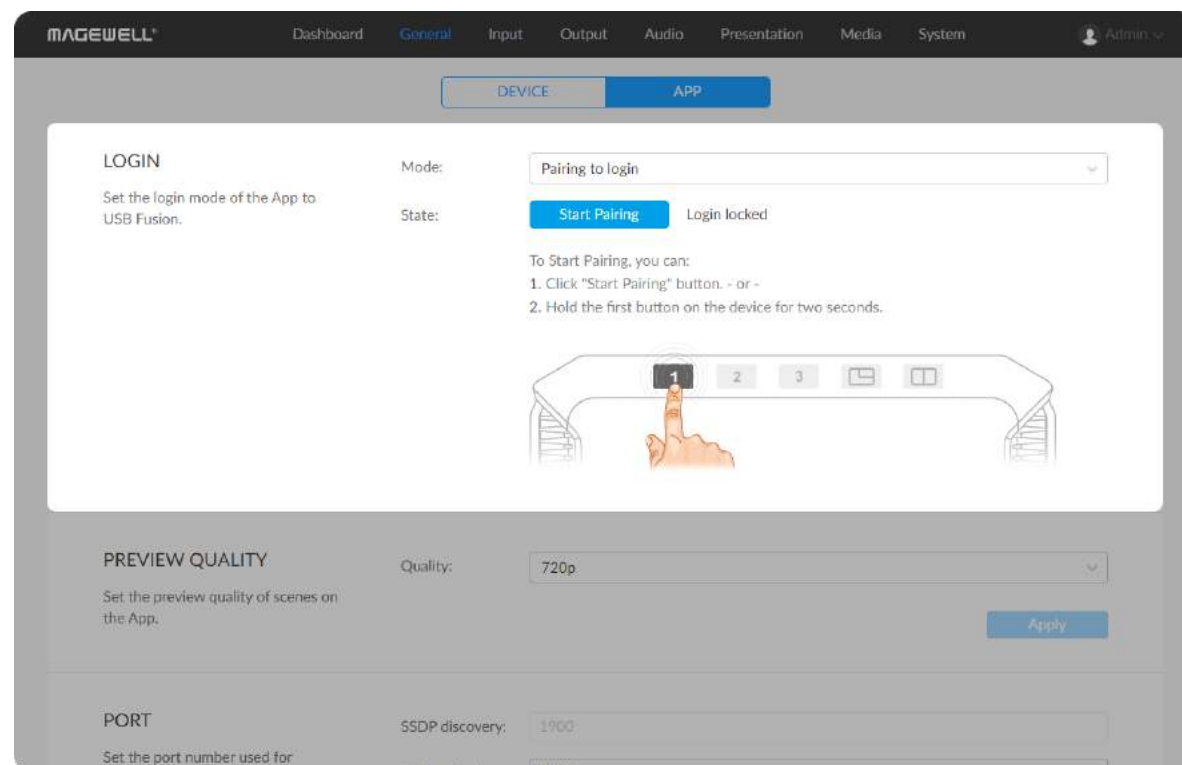 MAGEWELL®
Dashboard General Input Output Audio Presentation Media System Admin
DEVICE APP
LOGIN
Set the login mode of the App to
USB Fusion.
Mode: Pairing to login
State: Start Pairing Login locked
To Start Pairing, you can:
1. Click "Start Pairing" button. - or -
2. Hold the first button on the device for two seconds.
1 2 3
PREVIEW QUALITY
Set the preview quality of scenes on
the App.
Quality: 720p
Apply
PORT
SSDP discovery: 1900
Set the port number used for